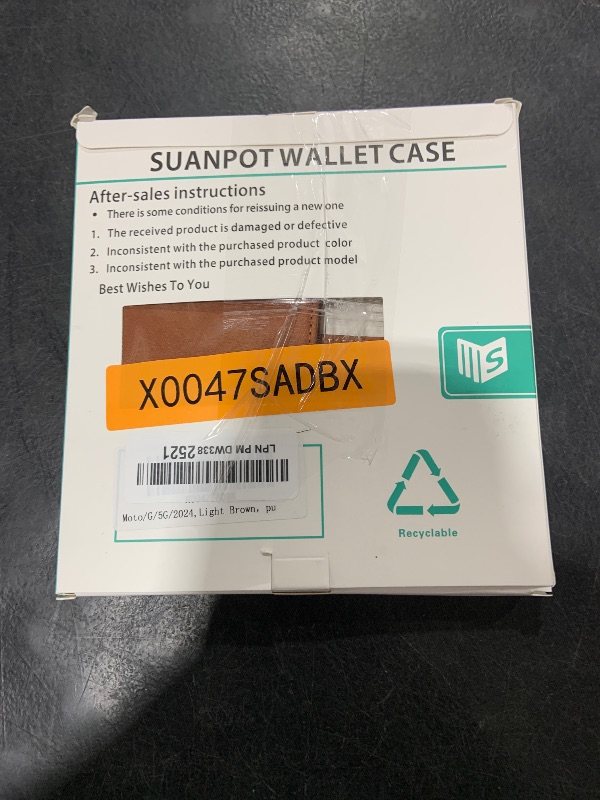 SUANPOT WALLET CASE
After-sales instructions
• There is some conditions for reissuing a new one
1. The received product is damaged or defective
2. Inconsistent with the purchased product color
3. Inconsistent with the purchased product model
Best Wishes To You
MS
X0047SADBX
LPN PM DW338 2521
Moto/G/5G/2024,Light Brown, pu
Recyclable